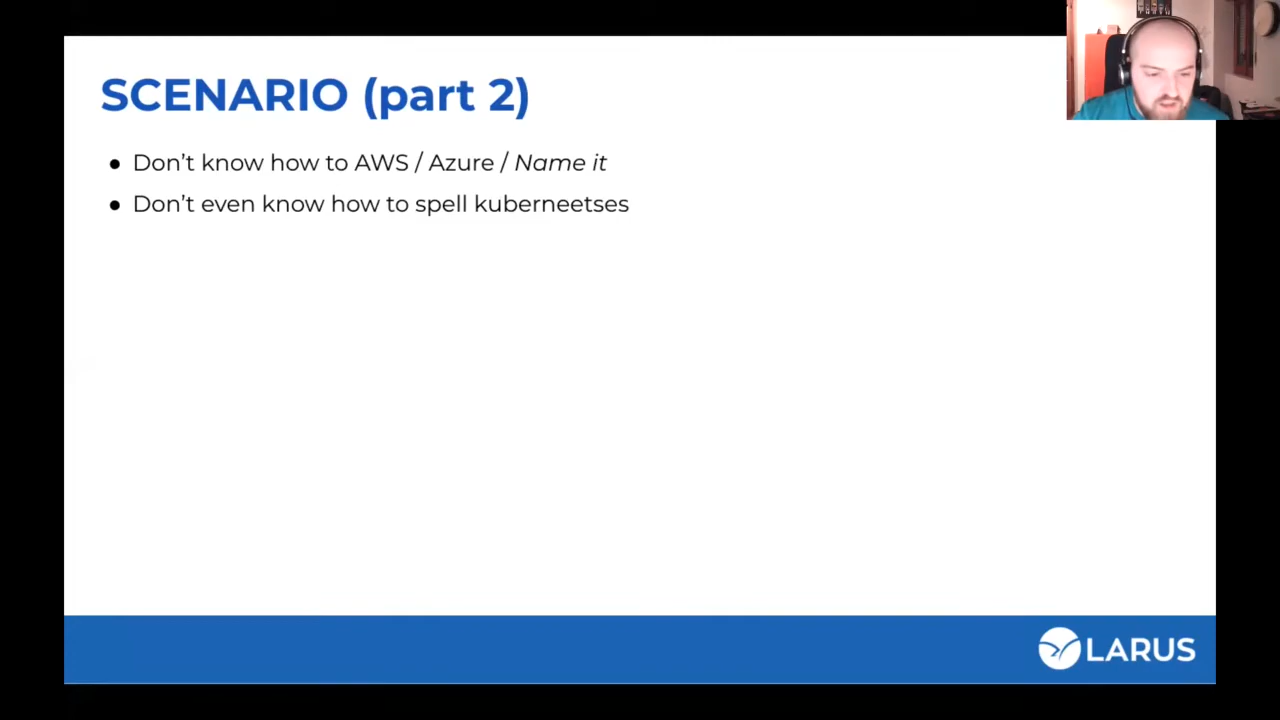 SCENARIO (part 2)
● Don't know how to AWS / Azure / Name it
● Don't even know how to spell kuberneetses
LARUS